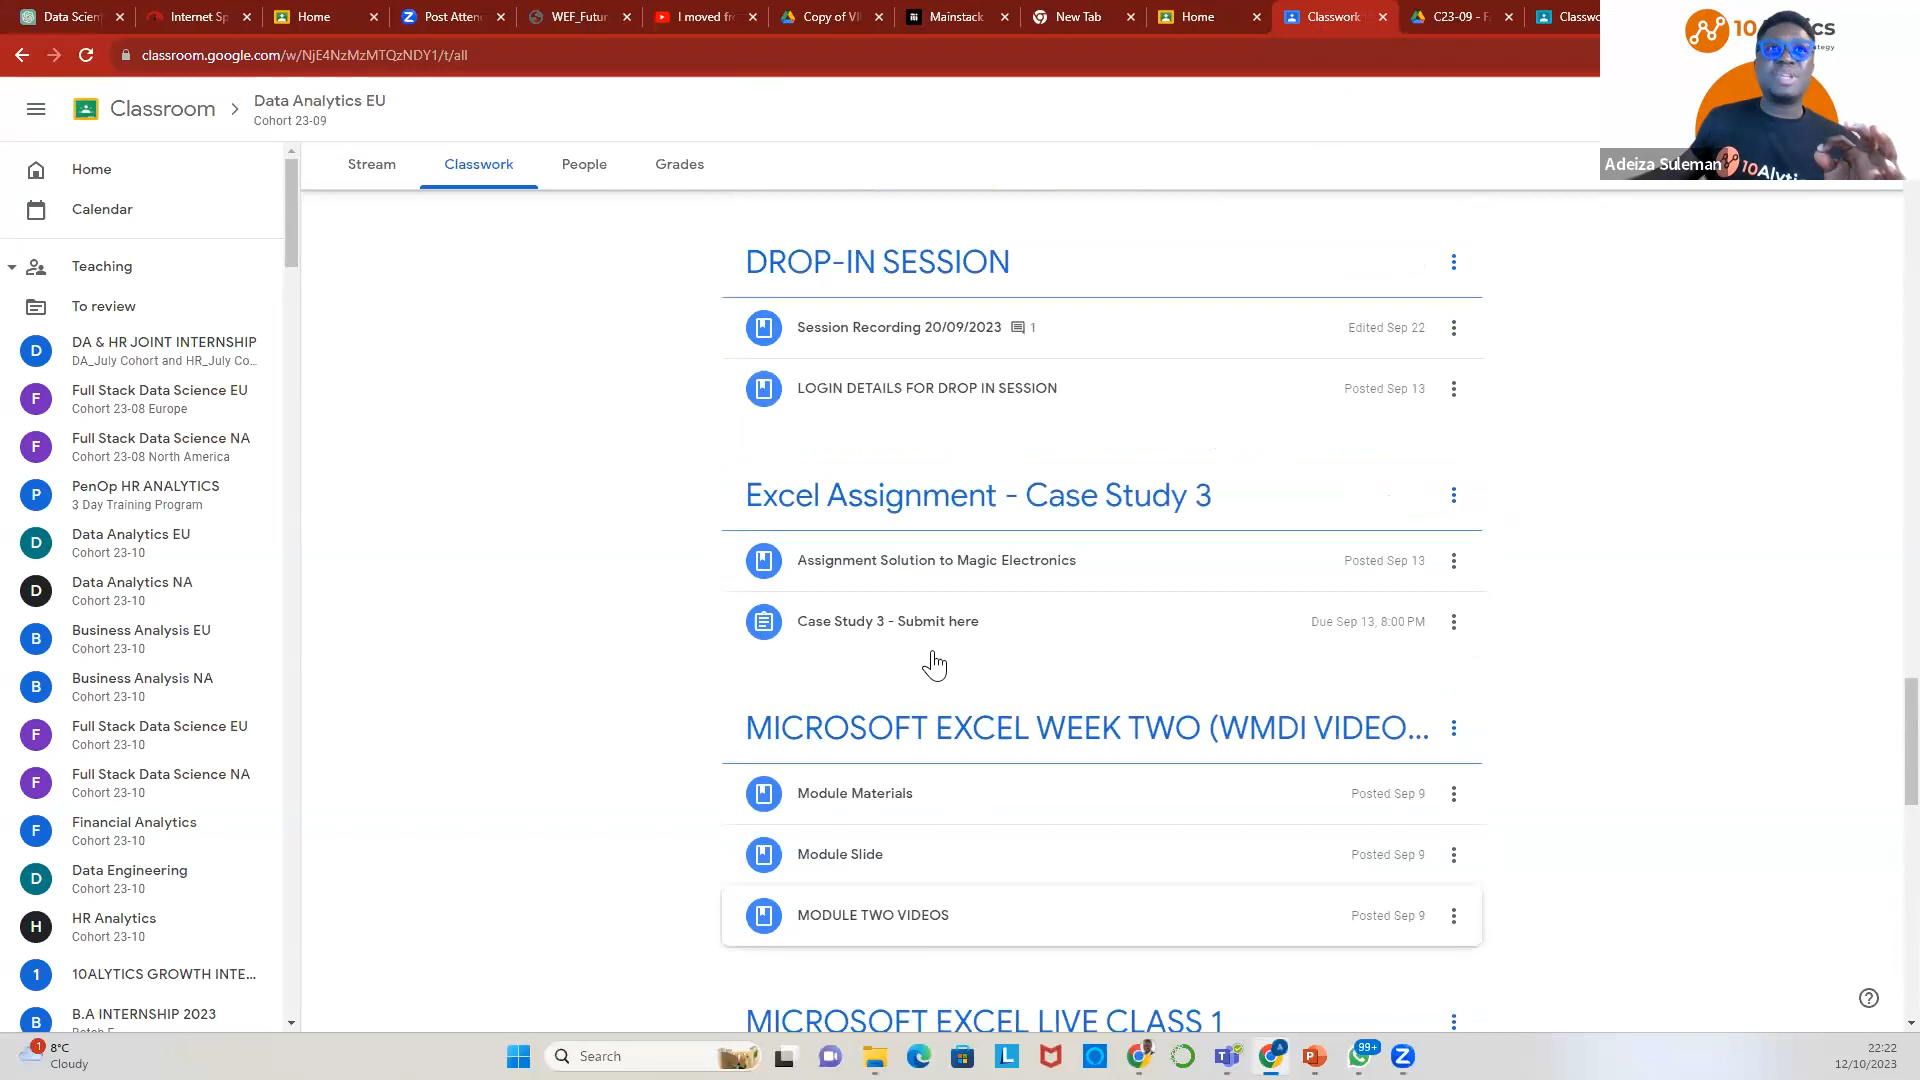 Data Scien
Internet Sp
Home
Post Atten
WEF_Futur
I moved fr
Copy of VI
Mainstack
New Tab
Home
Classwork
C23-09 - F
Classwo
classroom.google.com/w/NjE4NzMzMTQzNDY1/t/all
Classroom
Data Analytics EU
Cohort 23-09
Adeiza Suleman
Stream
Classwork
People
Grades
Home
Calendar
Teaching
To review
D
DA & HR JOINT INTERNSHIP
DA_July Cohort and HR_July Co...
F
Full Stack Data Science EU
Cohort 23-08 Europe
F
Full Stack Data Science NA
Cohort 23-08 North America
P
PenOp HR ANALYTICS
3 Day Training Program
D
Data Analytics EU
Cohort 23-10
D
Data Analytics NA
Cohort 23-10
B
Business Analysis EU
Cohort 23-10
B
Business Analysis NA
Cohort 23-10
F
Full Stack Data Science EU
Cohort 23-10
F
Full Stack Data Science NA
Cohort 23-10
F
Financial Analytics
Cohort 23-10
D
Data Engineering
Cohort 23-10
H
HR Analytics
Cohort 23-10
1
10ALYTICS GROWTH INTE...
B
B.A INTERNSHIP 2023
DROP-IN SESSION
Session Recording 20/09/2023 1 Edited Sep 22
LOGIN DETAILS FOR DROP IN SESSION Posted Sep 13
Excel Assignment - Case Study 3
Assignment Solution to Magic Electronics Posted Sep 13
Case Study 3 - Submit here Due Sep 13, 8:00 PM
MICROSOFT EXCEL WEEK TWO (WMDI VIDEO...
Module Materials Posted Sep 9
Module Slide Posted Sep 9
MODULE TWO VIDEOS Posted Sep 9
MICROSOFT EXCEL LIVE CLASS 1
1
8°C
Cloudy
Search
99+
22:22
12/10/2023